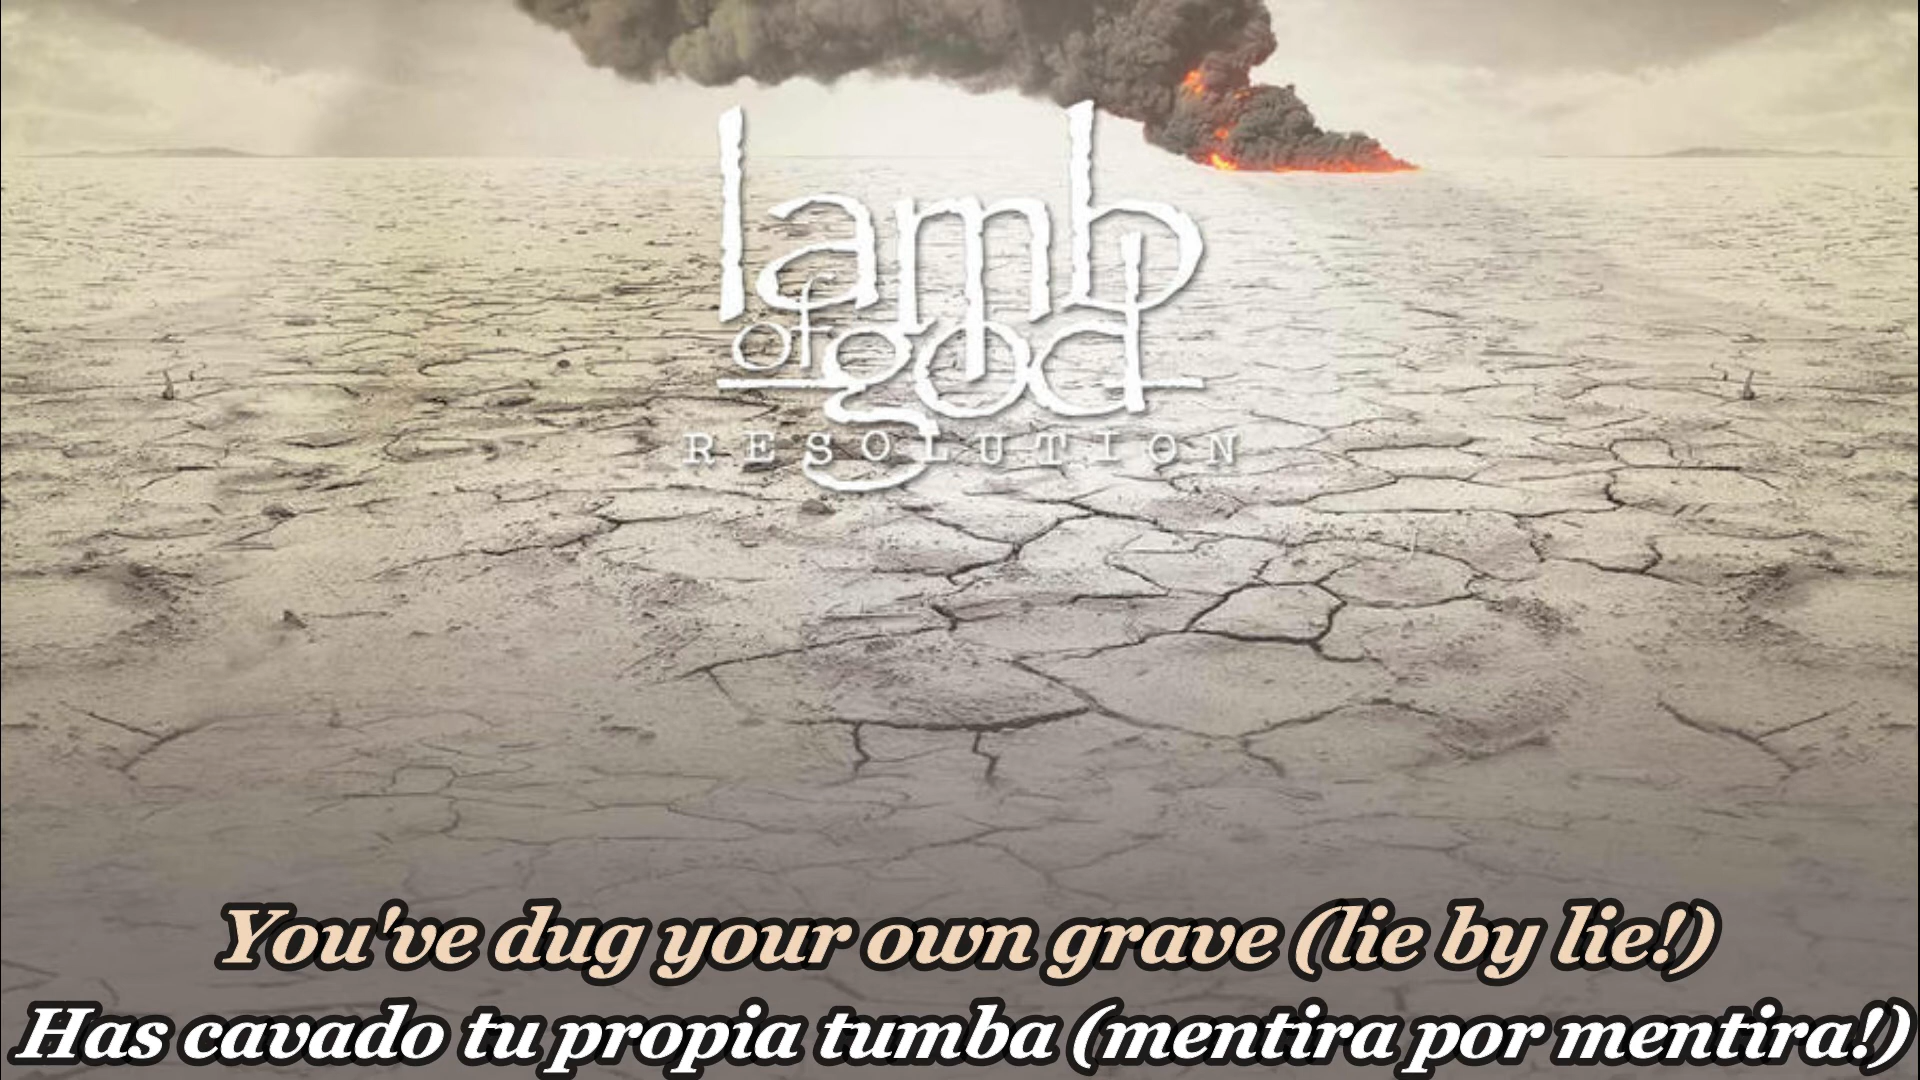 lamb
of god
RESOLUTION
You've dug your own grave (lie by lie!)
Has cavado tu propia tumba (mentira por mentira!)